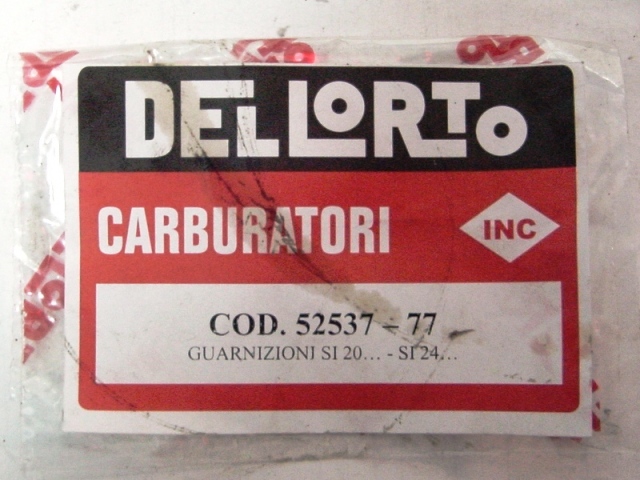 DELLORTO
CARBURATORI
INC
COD. 52537 – 77
GUARNIZIONI SI 20... - SI 24...